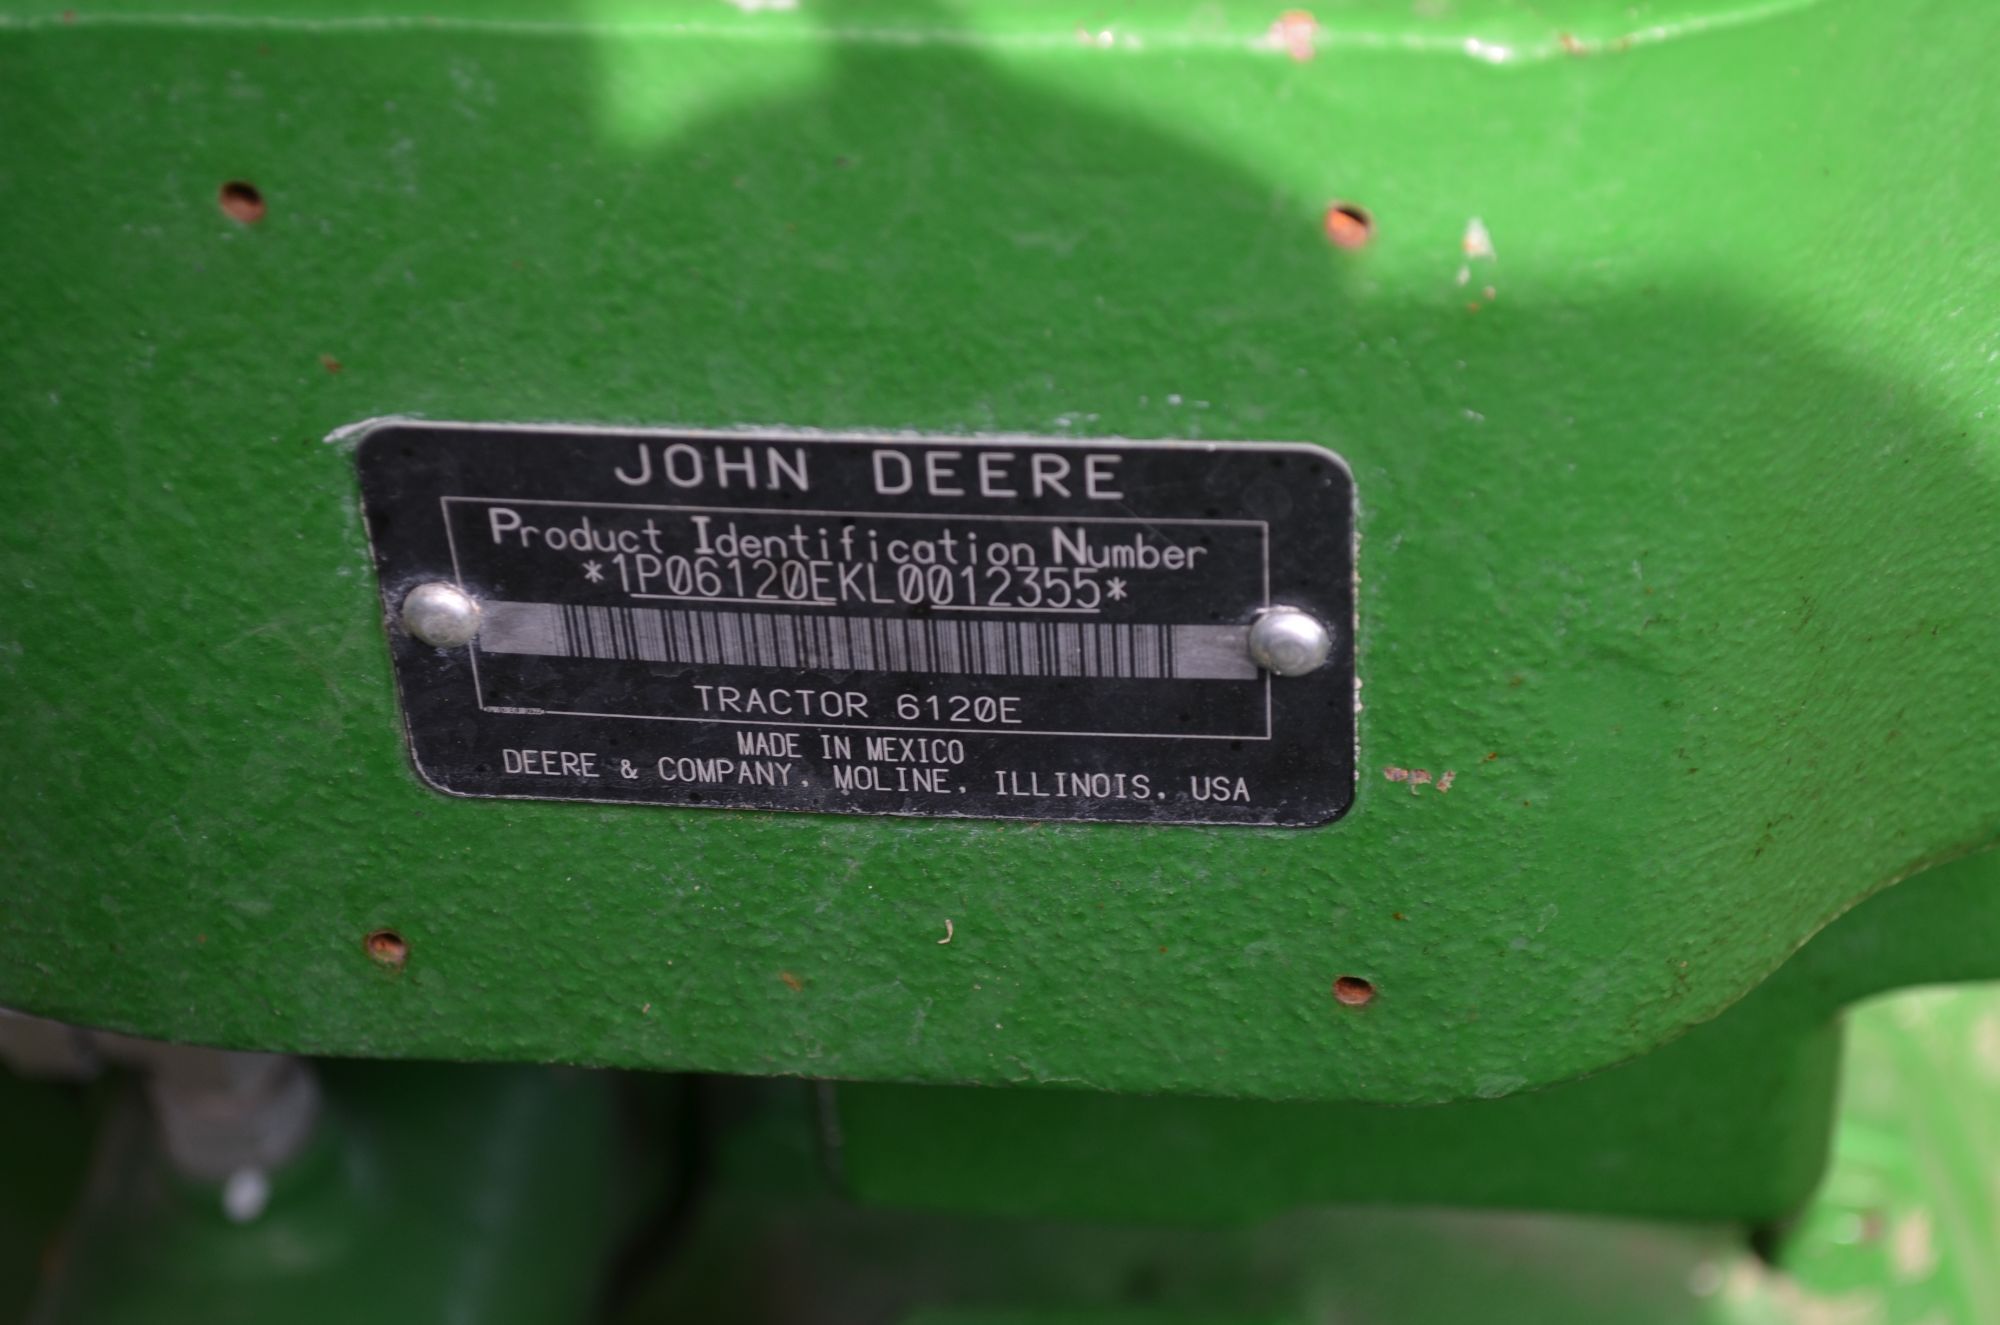 JOHN DEERE
Product Identification Number
*1P06120EKL0012355*
TRACTOR 6120E
MADE IN MEXICO
DEERE & COMPANY, MOLINE, ILLINOIS, USA